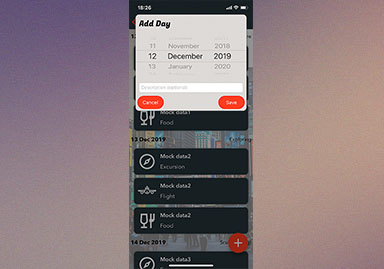 18:26
Add Day
11 November 2018
12 December 2019
13 January 2020
Description (optional)
Cancel Save
Mock data1
Food
13 Dec 2019
Mock data2
Excursion
Mock data2
Flight
Mock data2
Food
14 Dec 2019
Mock data3